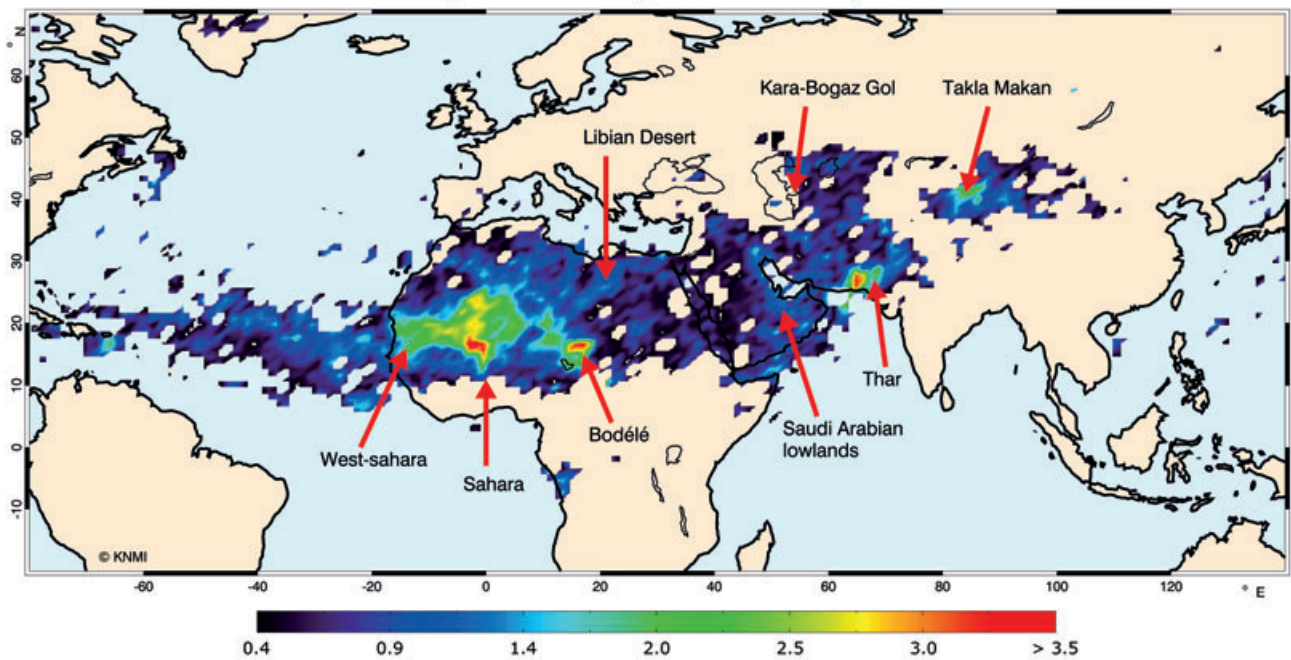 Kara-Bogaz Gol
Takla Makan
Libian Desert
Thar
Saudi Arabian
lowlands
Bodélé
West-sahara
Sahara
© KNMI
° N
60
50
40
30
20
10
0
-10
-60
-40
-20
0
20
40
60
80
100
120
° E
0.4
0.9
1.4
2.0
2.5
3.0
> 3.5